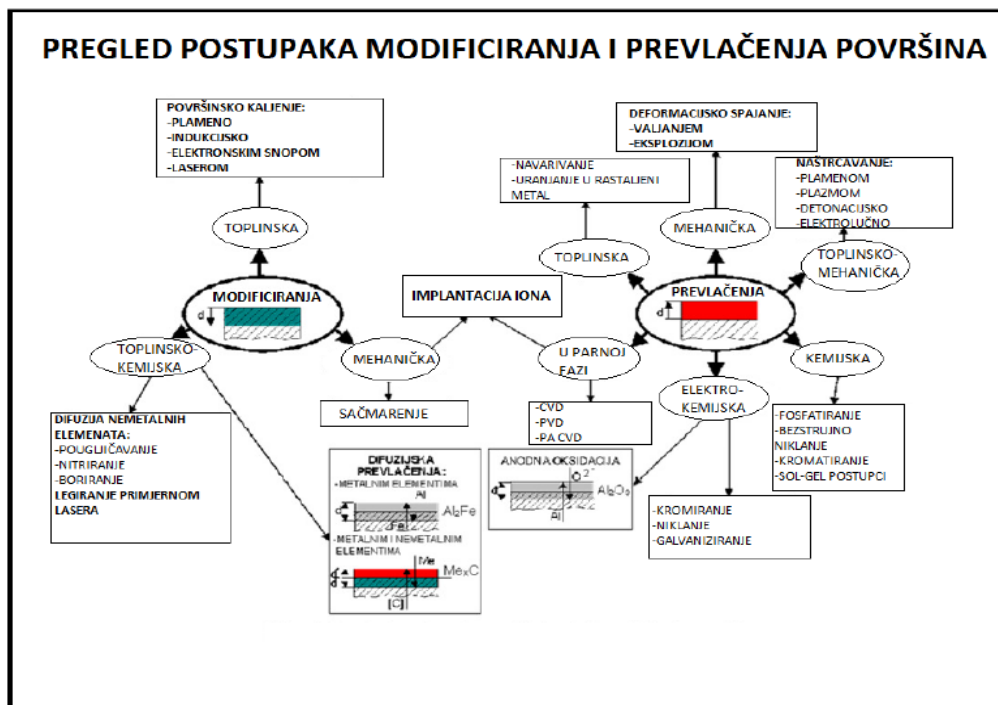 PREGLED POSTUPAKA MODIFICIRANJA I PREVLAČENJA POVRŠINA
POVRŠINSKO KALJENJE:
-PLAMENO
-INDUKCIJSKO
-ELEKTRONSKIM SNOPOM
-LASEROM
DEFORMACIJSKO SPAJANJE:
-VALJANJEM
-EKSPLOZIJOM
-NAVARIVANJE
-URANJANJE U RASTALJENI
METAL
NAŠTRCAVANJE:
-PLAMENOM
-PLAZMOM
-DETONACIJSKO
-ELEKTROLUČNO
TOPLINSKA
MEHANIČKA
TOPLINSKA
TOPLINSKO-
MEHANIČKA
MODIFICIRANJA
d
IMPLANTACIJA IONA
PREVLAČENJA
d
TOPLINSKO-
KEMIJSKA
MEHANIČKA
U PARNOJ
FAZI
ELEKTRO-
KEMIJSKA
KEMIJSKA
SAČMARENJE
-CVD
-PVD
-PA CVD
-FOSFATIRANJE
-BEZSTRUJNO
NIKLANJE
-KROMATIRANJE
-SOL-GEL POSTUPCI
DIFUZIJA NEMETALNIH
ELEMENATA:
-POUGLJIČAVANJE
-NITRIRANJE
-BORIRANJE
LEGIRANJE PRIMJERNOM
LASERA
DIFUZIJSKA
PREVLAČENJA:
-METALNIM ELEMENTIMA
Al
d
Al₂Fe
Fe
-METALNIM I NEMETALNIM
ELEMENTIMA
Me
d
d
MeₓC
[C]
ANODNA OKSIDACIJA
O²⁻
d
Al₂O₃
Al
-KROMIRANJE
-NIKLANJE
-GALVANIZIRANJE